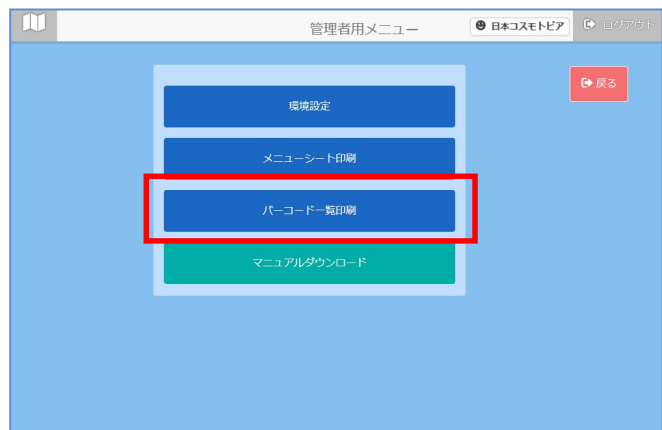 管理者用メニュー
日本コスモトピア
ログアウト
戻る
環境設定
メニューシート印刷
バーコード一覧印刷
マニュアルダウンロード